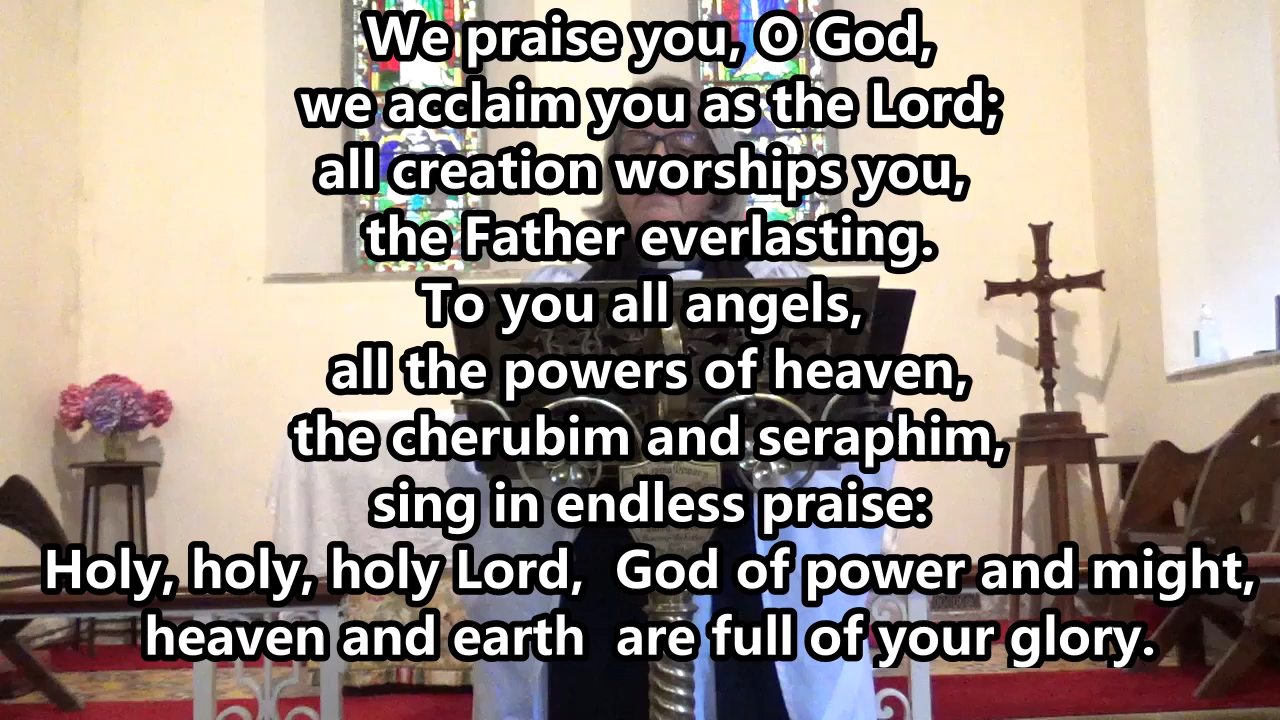 We praise you, O God,
we acclaim you as the Lord;
all creation worships you,
the Father everlasting.
To you all angels,
all the powers of heaven,
the cherubim and seraphim,
sing in endless praise:
Holy, holy, holy Lord, God of power and might,
heaven and earth are full of your glory.